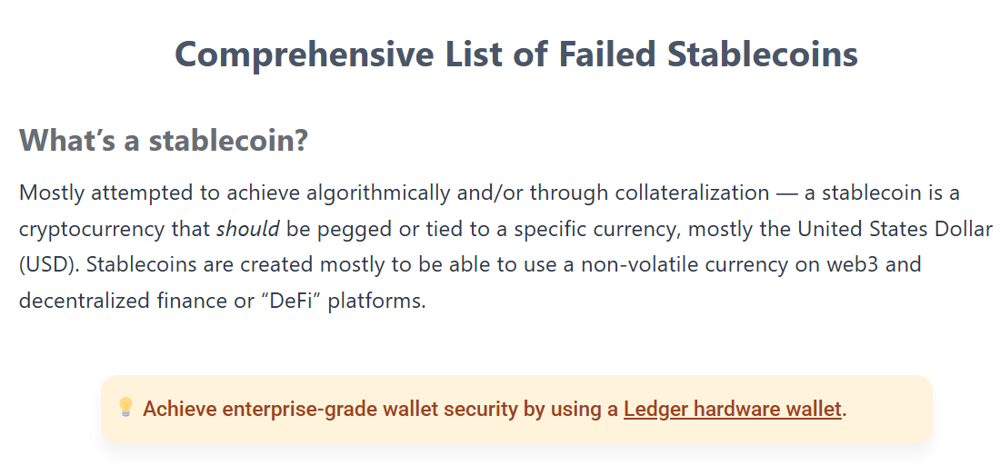 Comprehensive List of Failed Stablecoins
What’s a stablecoin?
Mostly attempted to achieve algorithmically and/or through collateralization — a stablecoin is a
cryptocurrency that should be pegged or tied to a specific currency, mostly the United States Dollar
(USD). Stablecoins are created mostly to be able to use a non-volatile currency on web3 and
decentralized finance or “DeFi” platforms.
💡 Achieve enterprise-grade wallet security by using a Ledger hardware wallet.